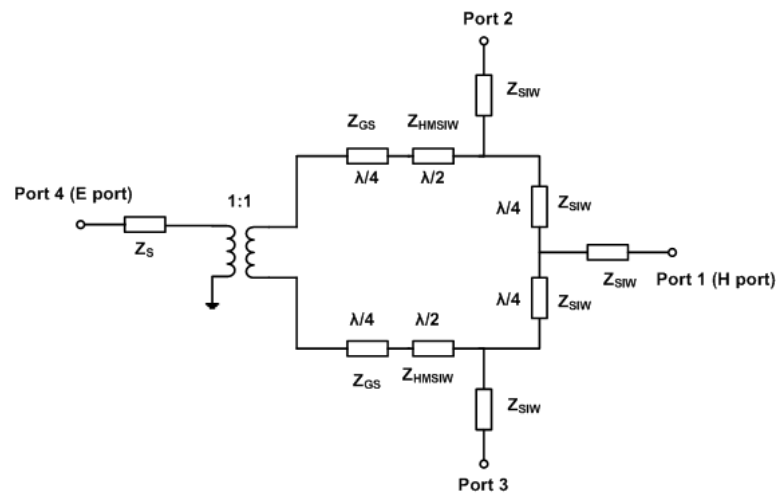 Port 2
Z_SIW
Z_GS Z_HMSIW
λ/4 λ/2
Port 4 (E port)
1:1
Z_S
λ/4 Z_SIW
Z_SIW
Port 1 (H port)
λ/4 Z_SIW
λ/4 λ/2
Z_GS Z_HMSIW
Z_SIW
Port 3